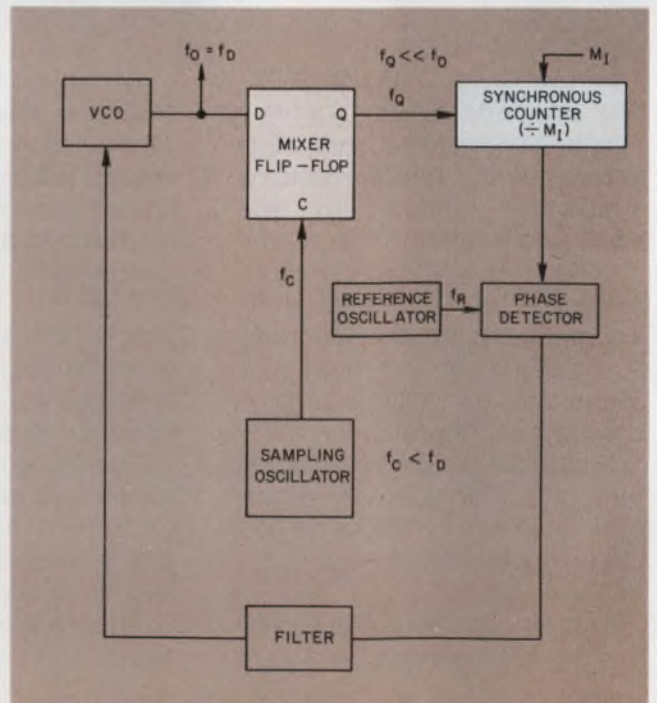 f_O = f_D
f_Q << f_O
M_I
VCO
D
Q
f_Q
SYNCHRONOUS
COUNTER
(÷ M_I)
MIXER
FLIP-FLOP
C
f_C
REFERENCE
OSCILLATOR
f_R
PHASE
DETECTOR
SAMPLING
OSCILLATOR
f_C < f_D
FILTER